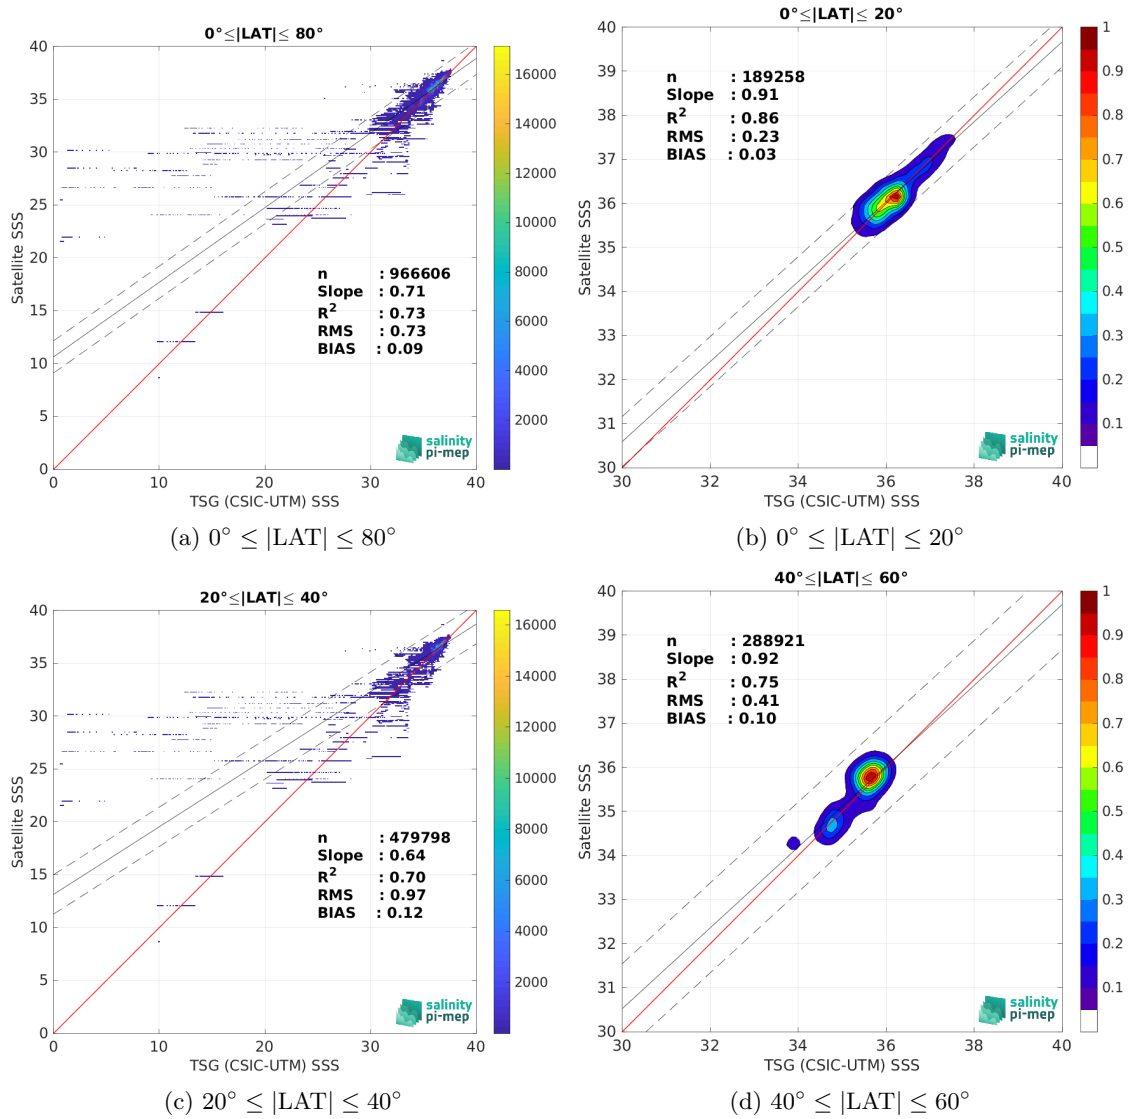 0°≤|LAT|≤ 80°
40
35
30
25
20
15
10
5
0
0
10
20
30
40
Satellite SSS
TSG (CSIC-UTM) SSS
n : 966606
Slope : 0.71
R² : 0.73
RMS : 0.73
BIAS : 0.09
salinity
pi-mep
16000
14000
12000
10000
8000
6000
4000
2000
0
(a) 0° ≤ |LAT| ≤ 80°
0°≤|LAT|≤ 20°
40
39
38
37
36
35
34
33
32
31
30
30
32
34
36
38
40
Satellite SSS
TSG (CSIC-UTM) SSS
n : 189258
Slope : 0.91
R² : 0.86
RMS : 0.23
BIAS : 0.03
salinity
pi-mep
1
0.9
0.8
0.7
0.6
0.5
0.4
0.3
0.2
0.1
(b) 0° ≤ |LAT| ≤ 20°
20°≤|LAT|≤ 40°
40
35
30
25
20
15
10
5
0
0
10
20
30
40
Satellite SSS
TSG (CSIC-UTM) SSS
n : 479798
Slope : 0.64
R² : 0.70
RMS : 0.97
BIAS : 0.12
salinity
pi-mep
16000
14000
12000
10000
8000
6000
4000
2000
0
(c) 20° ≤ |LAT| ≤ 40°
40°≤|LAT|≤ 60°
40
39
38
37
36
35
34
33
32
31
30
30
32
34
36
38
40
Satellite SSS
TSG (CSIC-UTM) SSS
n : 288921
Slope : 0.92
R² : 0.75
RMS : 0.41
BIAS : 0.10
salinity
pi-mep
1
0.9
0.8
0.7
0.6
0.5
0.4
0.3
0.2
0.1
(d) 40° ≤ |LAT| ≤ 60°